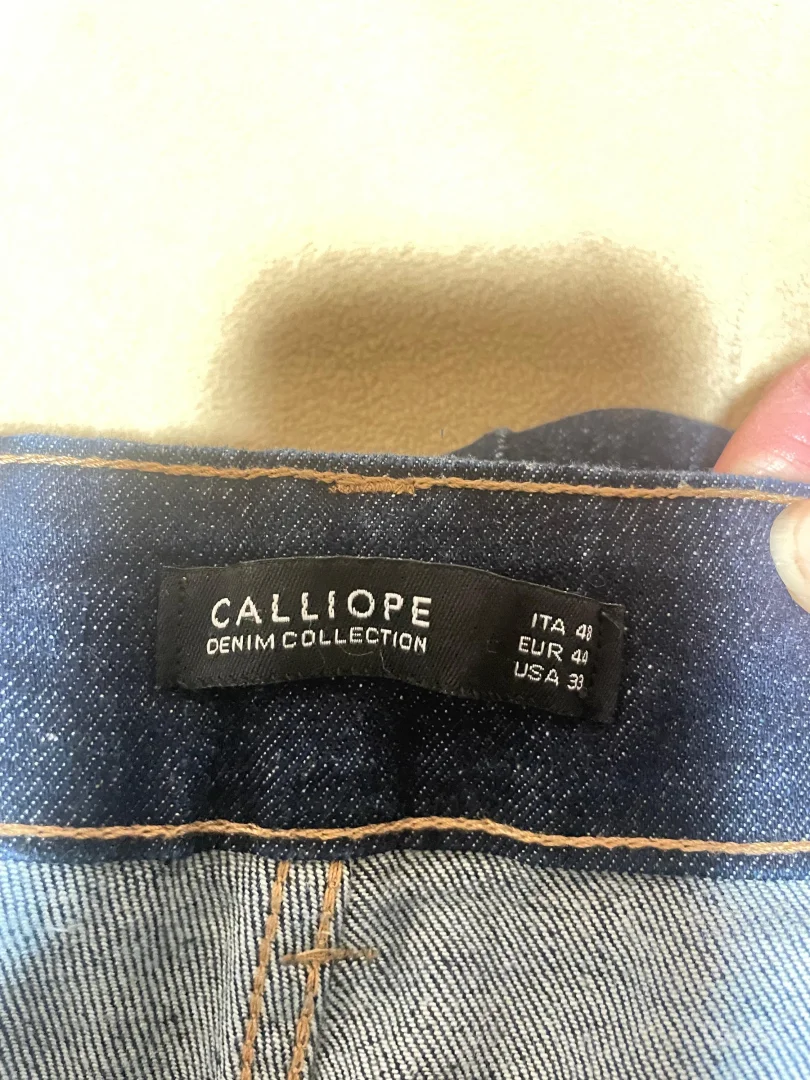 CALLIOPE
DENIM COLLECTION
ITA 48
EUR 44
USA 33